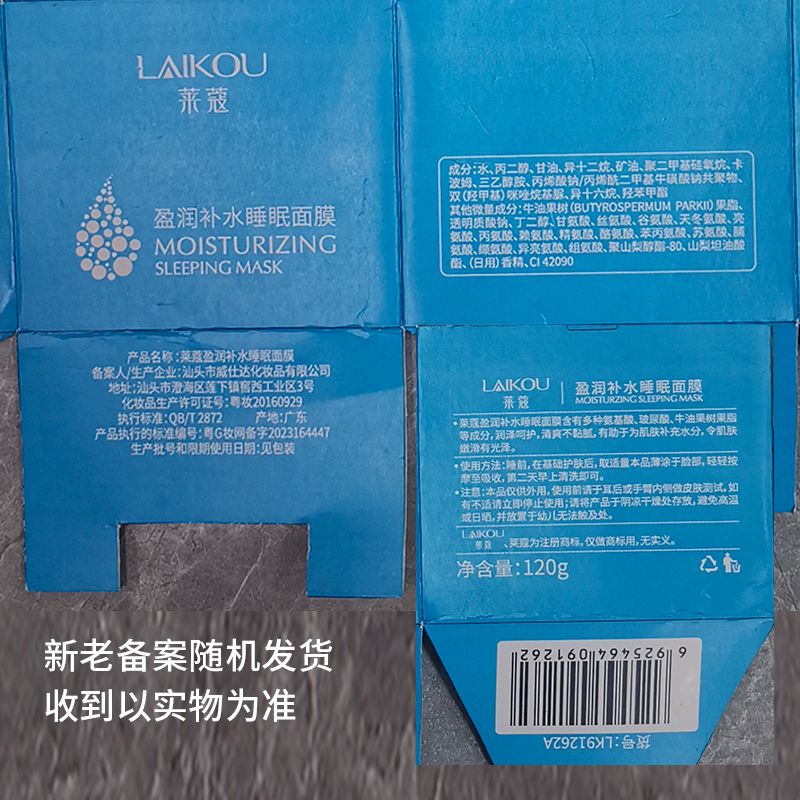 LAIKOU
莱蔻
盈润补水睡眠面膜
MOISTURIZING
SLEEPING MASK
成分:水、丙二醇、甘油、异十二烷、矿油、聚二甲基硅氧烷、卡
波姆、三乙醇胺、丙烯酸钠/丙烯酰二甲基牛磺酸钠共聚物、
双(羟甲基)咪唑烷基脲、异十六烷、羟苯甲酯
其他微量成分:牛油果树(BUTYROSPERMUM PARKII)果脂、
透明质酸钠、丁二醇、甘氨酸、丝氨酸、谷氨酸、天冬氨酸、亮
氨酸、丙氨酸、赖氨酸、精氨酸、酪氨酸、苯丙氨酸、苏氨酸、脯
氨酸、缬氨酸、异亮氨酸、组氨酸、聚山梨醇酯-80、山梨坦油酸
酯、(日用)香精、CI 42090
产品名称:莱蔻盈润补水睡眠面膜
备案人/生产企业:汕头市威仕达化妆品有限公司
地址:汕头市澄海区莲下镇窖西工业区3号
化妆品生产许可证号:粤妆20160929
执行标准:QB/T 2872 产地:广东
产品执行的标准编号:粤G妆网备字2023164447
生产批号和限期使用日期:见包装
LAIKOU 莱蔻
盈润补水睡眠面膜
MOISTURIZING SLEEPING MASK
•莱蔻盈润补水睡眠面膜含有多种氨基酸、玻尿酸、牛油果树果脂
等成分,润泽呵护,清爽不黏腻,有助于为肌肤补充水分,令肌肤
嫩滑有光泽。
•使用方法:睡前,在基础护肤后,取适量本品薄涂于脸部,轻轻按
摩至吸收,第二天早上清洗即可。
•注意:本品仅供外用,使用前请于耳后或手臂内侧做皮肤测试,如
有不适请立即停止使用;请将产品于阴凉干燥处存放,避免高温
或日晒,并放置于幼儿无法触及处。
LAIKOU 莱蔻、莱蔻为注册商标,仅做商标用,无实义。
净含量:120g
6 925464 091262
货号:LK91262A
新老备案随机发货
收到以实物为准